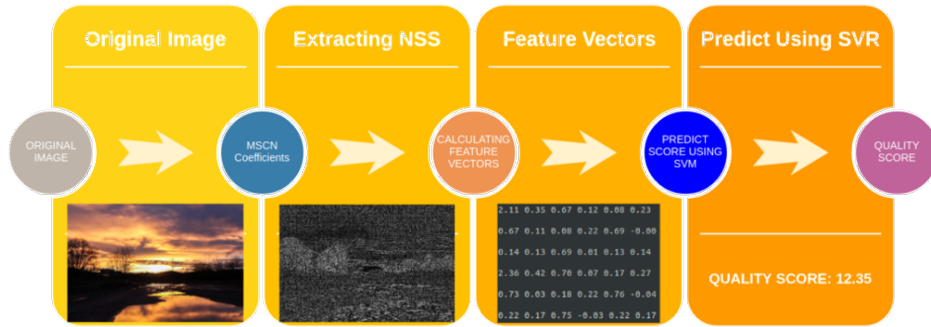 Original Image
Extracting NSS
Feature Vectors
Predict Using SVR
ORIGINAL
IMAGE
MSCN
Coefficients
CALCULATING
FEATURE
VECTORS
PREDICT
SCORE USING
SVM
QUALITY
SCORE
2.11 0.35 0.67 0.12 0.08 0.23
0.67 0.11 0.08 0.22 0.69 -0.00
0.14 0.13 0.69 0.01 0.13 0.14
2.36 0.42 0.70 0.07 0.17 0.27
0.73 0.03 0.18 0.22 0.76 -0.04
0.22 0.17 0.75 -0.03 0.22 0.17
QUALITY SCORE: 12.35